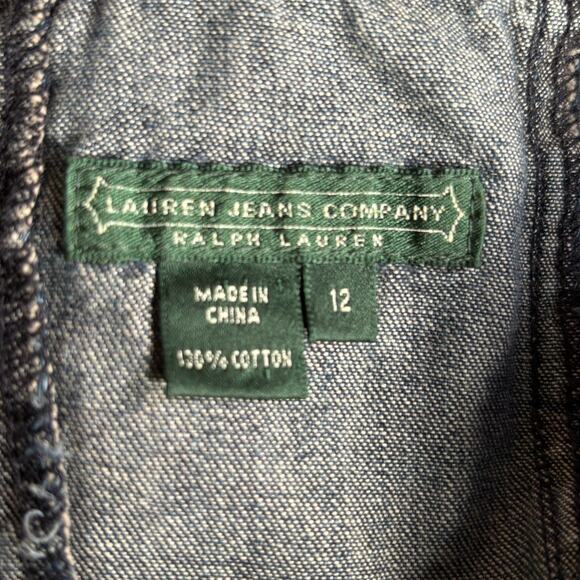 LAUREN JEANS COMPANY
RALPH LAUREN
MADE IN
CHINA
12
100% COTTON